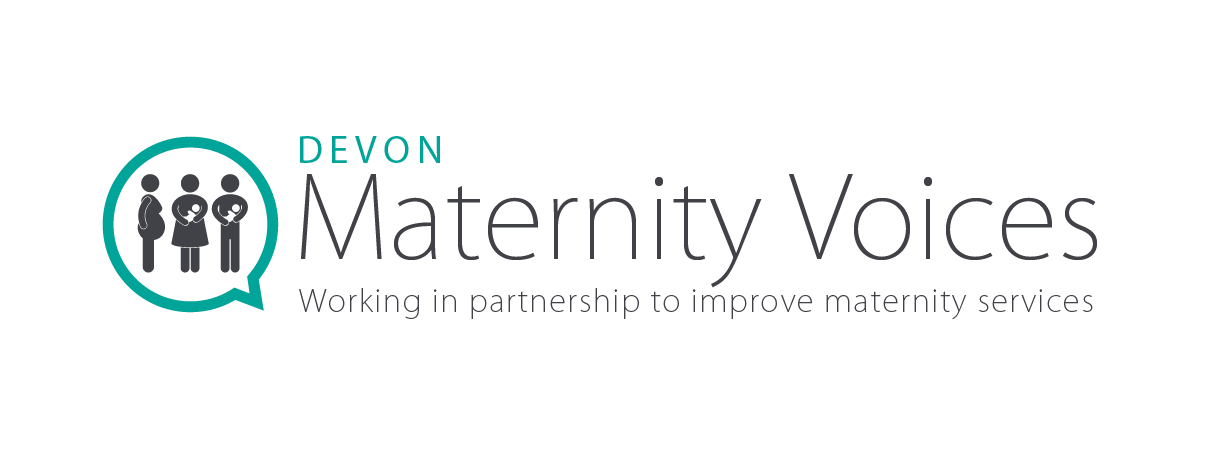 DEVON
Maternity Voices
Working in partnership to improve maternity services